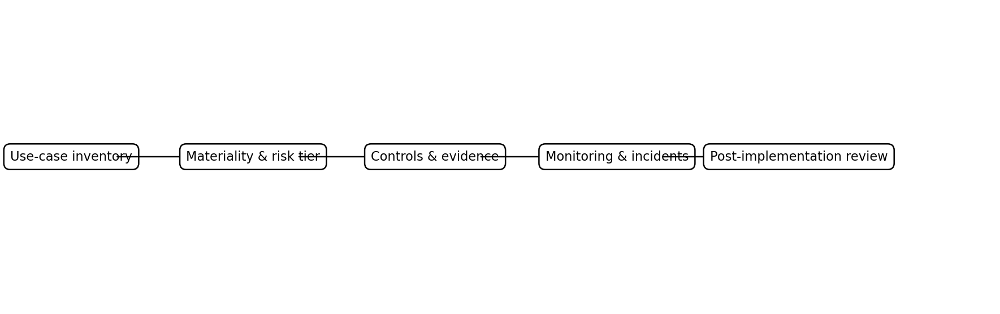 Use-case inventory
Materiality & risk tier
Controls & evidence
Monitoring & incidents
Post-implementation review